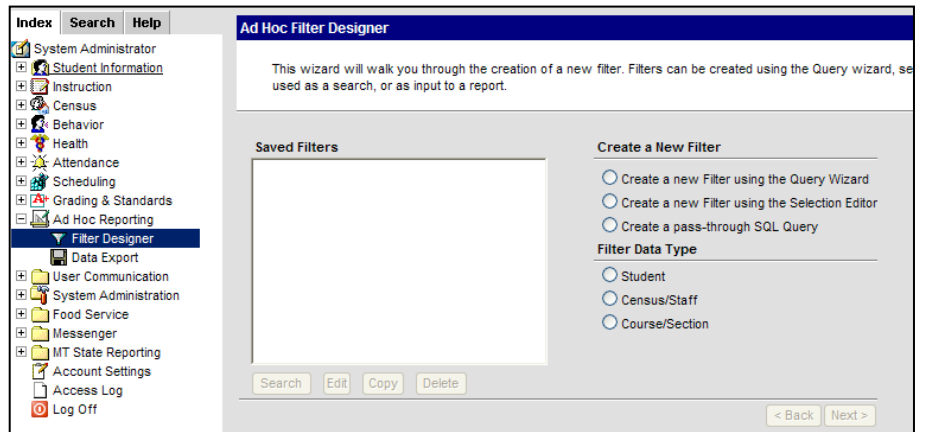 Index Search Help
System Administrator
Student Information
Instruction
Census
Behavior
Health
Attendance
Scheduling
Grading & Standards
Ad Hoc Reporting
Filter Designer
Data Export
User Communication
System Administration
Food Service
Messenger
MT State Reporting
Account Settings
Access Log
Log Off
Ad Hoc Filter Designer
This wizard will walk you through the creation of a new filter. Filters can be created using the Query wizard, se
used as a search, or as input to a report.
Saved Filters
Search Edit Copy Delete
Create a New Filter
Create a new Filter using the Query Wizard
Create a new Filter using the Selection Editor
Create a pass-through SQL Query
Filter Data Type
Student
Census/Staff
Course/Section
< Back Next >